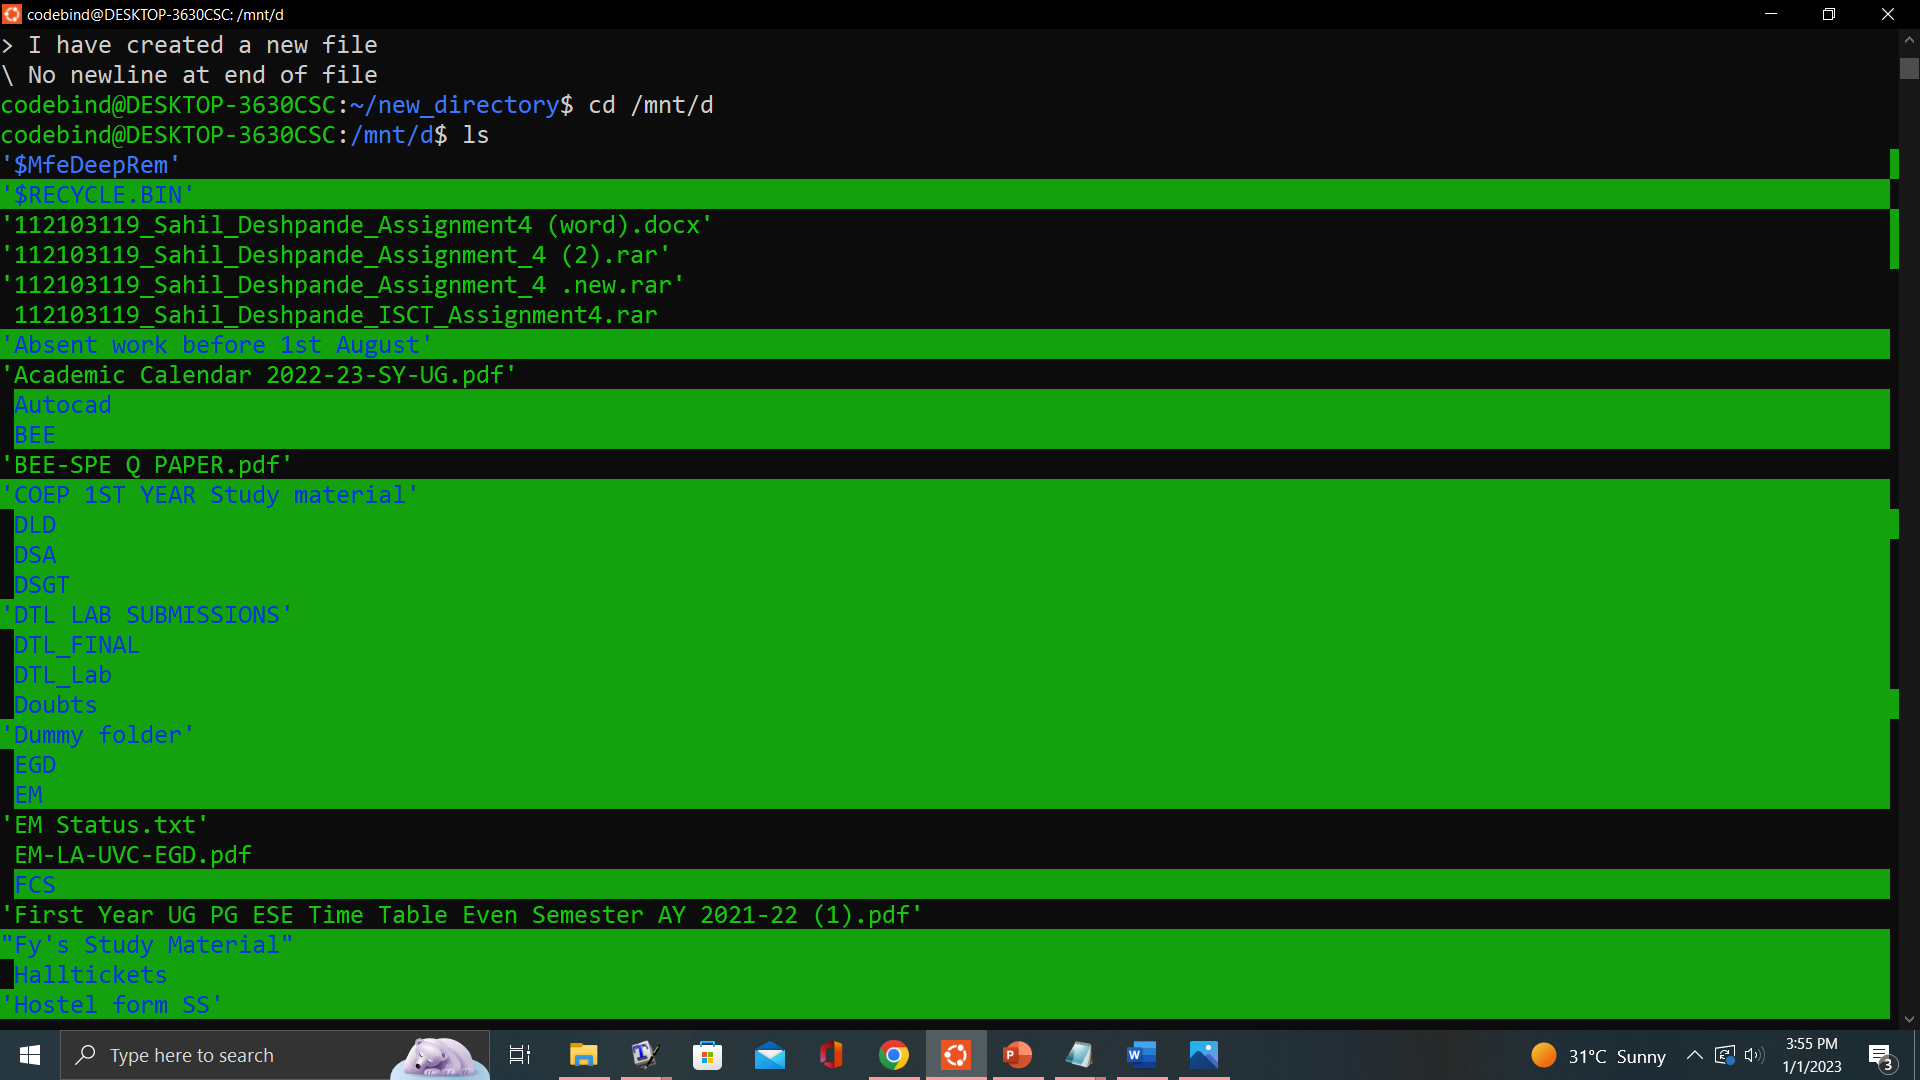 codebind@DESKTOP-3630CSC: /mnt/d
> I have created a new file
\ No newline at end of file
codebind@DESKTOP-3630CSC:~/new_directory$ cd /mnt/d
codebind@DESKTOP-3630CSC:/mnt/d$ ls
'$MfeDeepRem'
'$RECYCLE.BIN'
'112103119_Sahil_Deshpande_Assignment4 (word).docx'
'112103119_Sahil_Deshpande_Assignment_4 (2).rar'
'112103119_Sahil_Deshpande_Assignment_4 .new.rar'
112103119_Sahil_Deshpande_ISCT_Assignment4.rar
'Absent work before 1st August'
'Academic Calendar 2022-23-SY-UG.pdf'
Autocad
BEE
'BEE-SPE Q PAPER.pdf'
'COEP 1ST YEAR Study material'
DLD
DSA
DSGT
'DTL LAB SUBMISSIONS'
DTL_FINAL
DTL_Lab
Doubts
'Dummy folder'
EGD
EM
'EM Status.txt'
EM-LA-UVC-EGD.pdf
FCS
'First Year UG PG ESE Time Table Even Semester AY 2021-22 (1).pdf'
"Fy's Study Material"
Halltickets
'Hostel form SS'
Type here to search
31°C Sunny
3:55 PM
1/1/2023
3